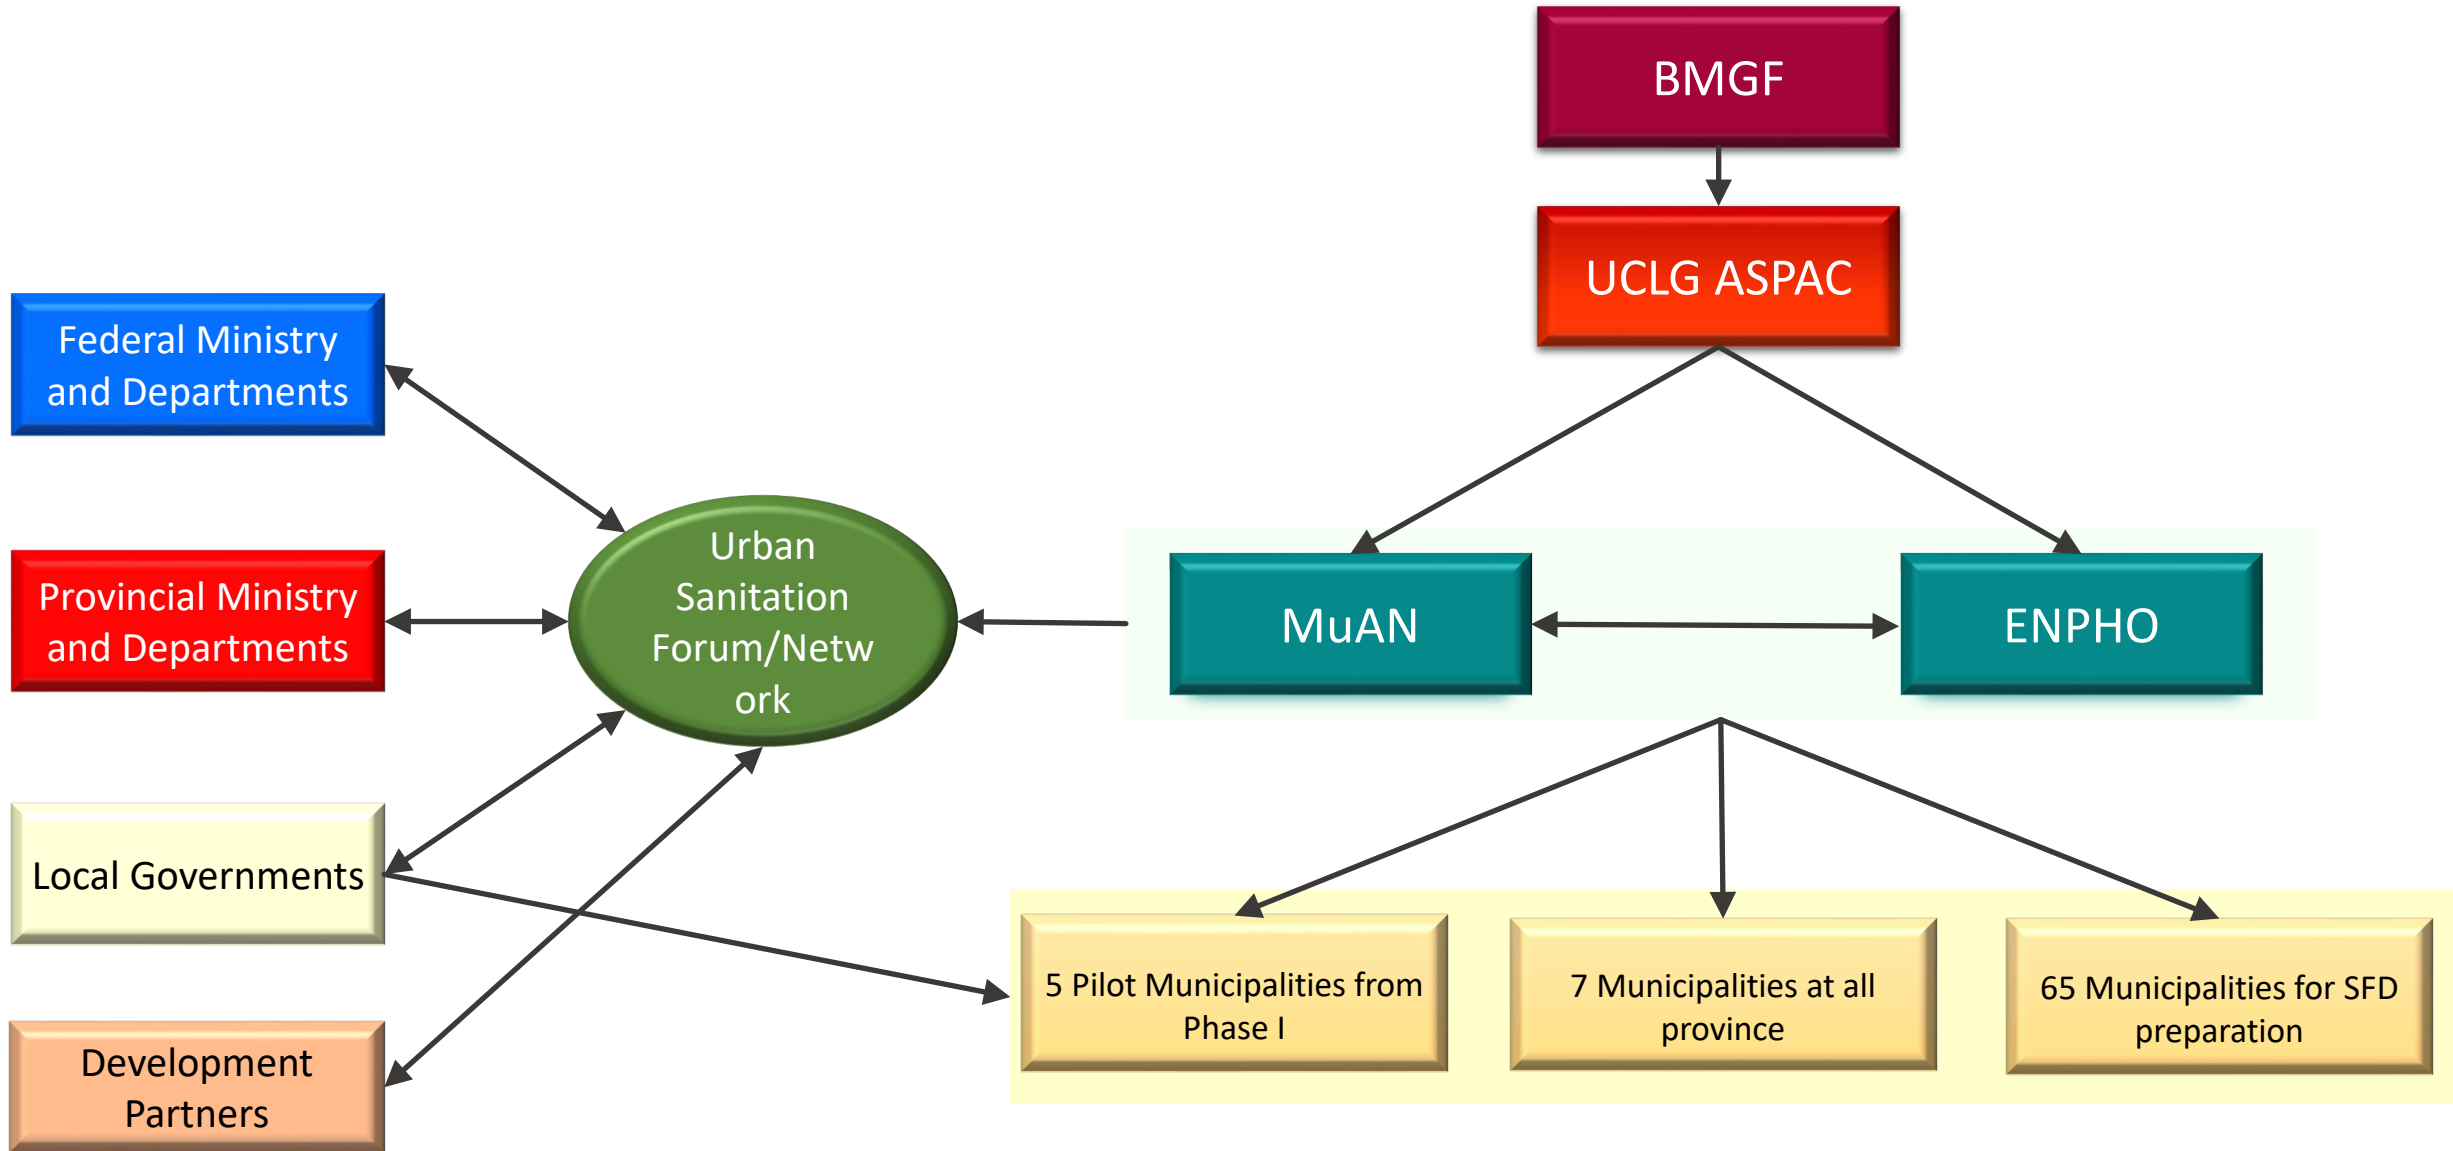 BMGF
UCLG ASPAC
Federal Ministry
and Departments
Urban
Sanitation
Forum/Netw
ork
Provincial Ministry
and Departments
MuAN
ENPHO
Local Governments
5 Pilot Municipalities from
Phase I
7 Municipalities at all
province
65 Municipalities for SFD
preparation
Development
Partners